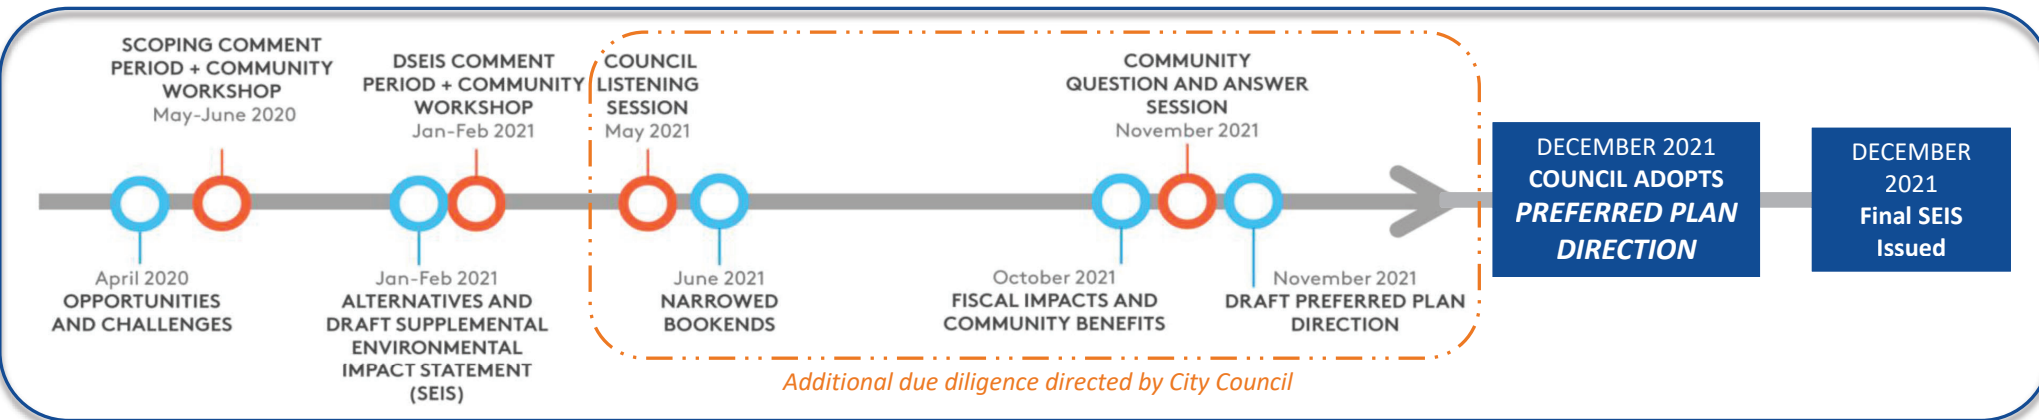 SCOPING COMMENT
PERIOD + COMMUNITY
WORKSHOP
May-June 2020
DSEIS COMMENT
PERIOD + COMMUNITY
WORKSHOP
Jan-Feb 2021
COUNCIL
LISTENING
SESSION
May 2021
COMMUNITY
QUESTION AND ANSWER
SESSION
November 2021
April 2020
OPPORTUNITIES
AND CHALLENGES
Jan-Feb 2021
ALTERNATIVES AND
DRAFT SUPPLEMENTAL
ENVIRONMENTAL
IMPACT STATEMENT
(SEIS)
June 2021
NARROWED
BOOKENDS
October 2021
FISCAL IMPACTS AND
COMMUNITY BENEFITS
November 2021
DRAFT PREFERRED PLAN
DIRECTION
Additional due diligence directed by City Council
DECEMBER 2021
COUNCIL ADOPTS
PREFERRED PLAN
DIRECTION
DECEMBER
2021
Final SEIS
Issued